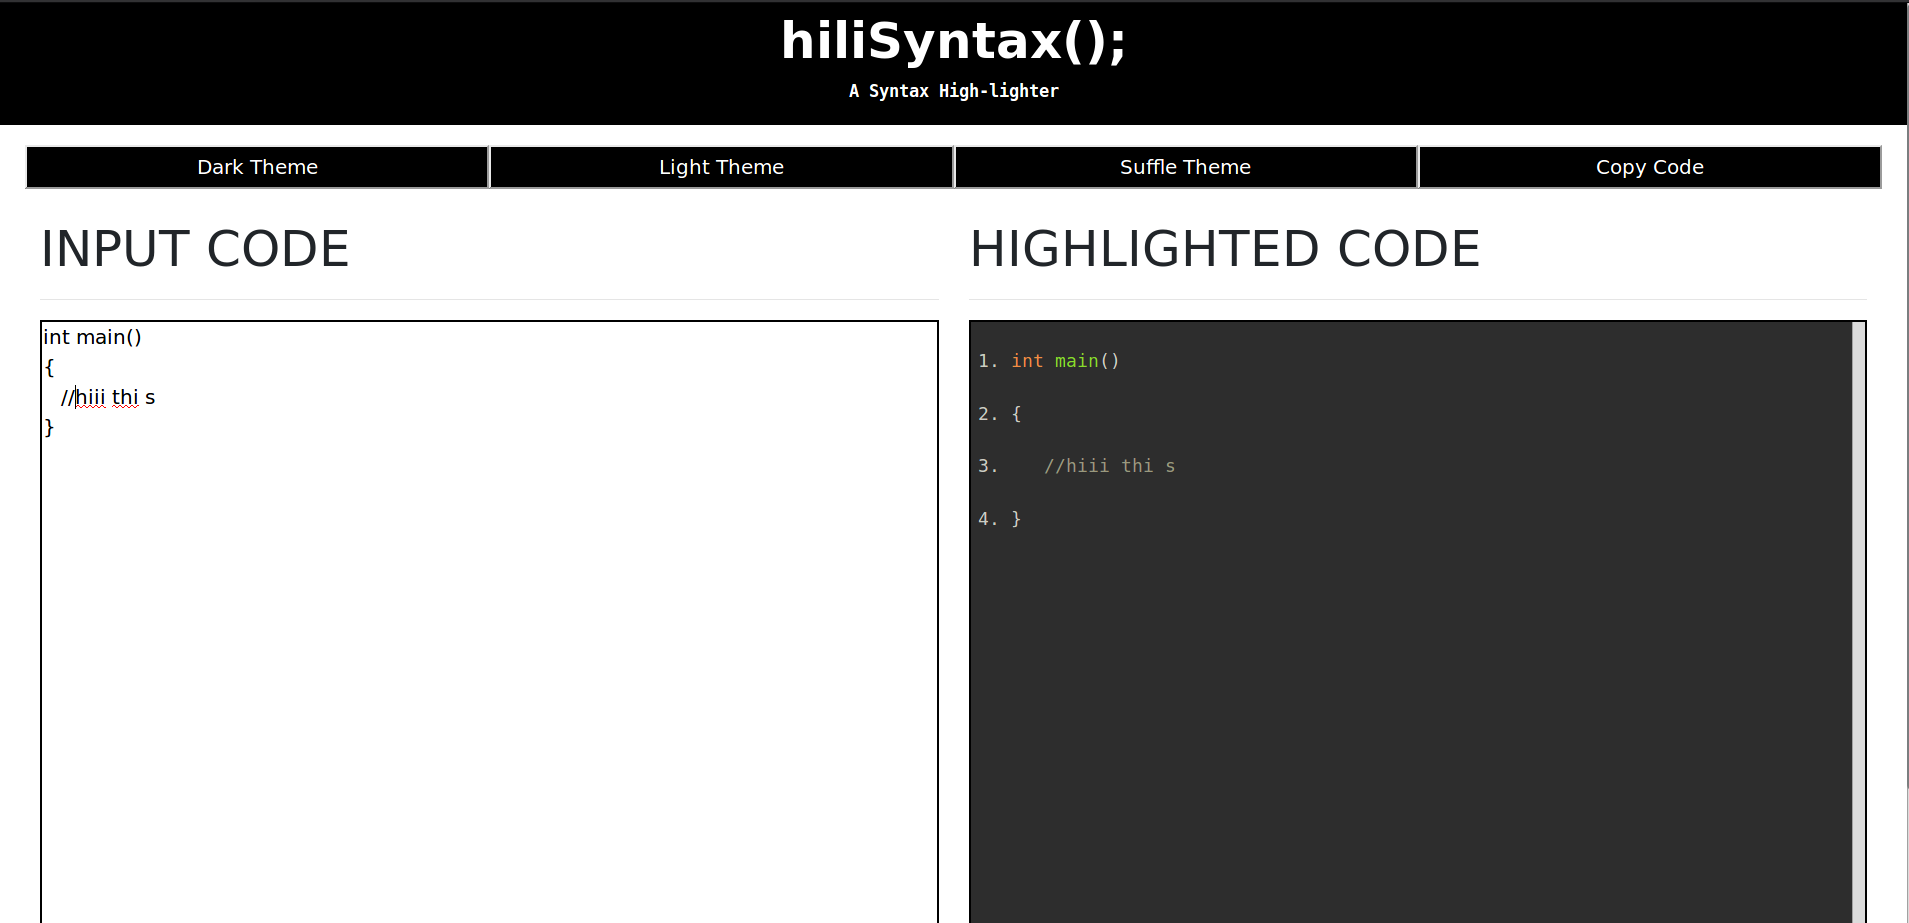 hiliSyntax();
A Syntax High-lighter
Dark Theme
Light Theme
Suffle Theme
Copy Code
INPUT CODE
int main()
{
   //hiii thi s
}
HIGHLIGHTED CODE
1. int main()
2. {
3.    //hiii thi s
4. }